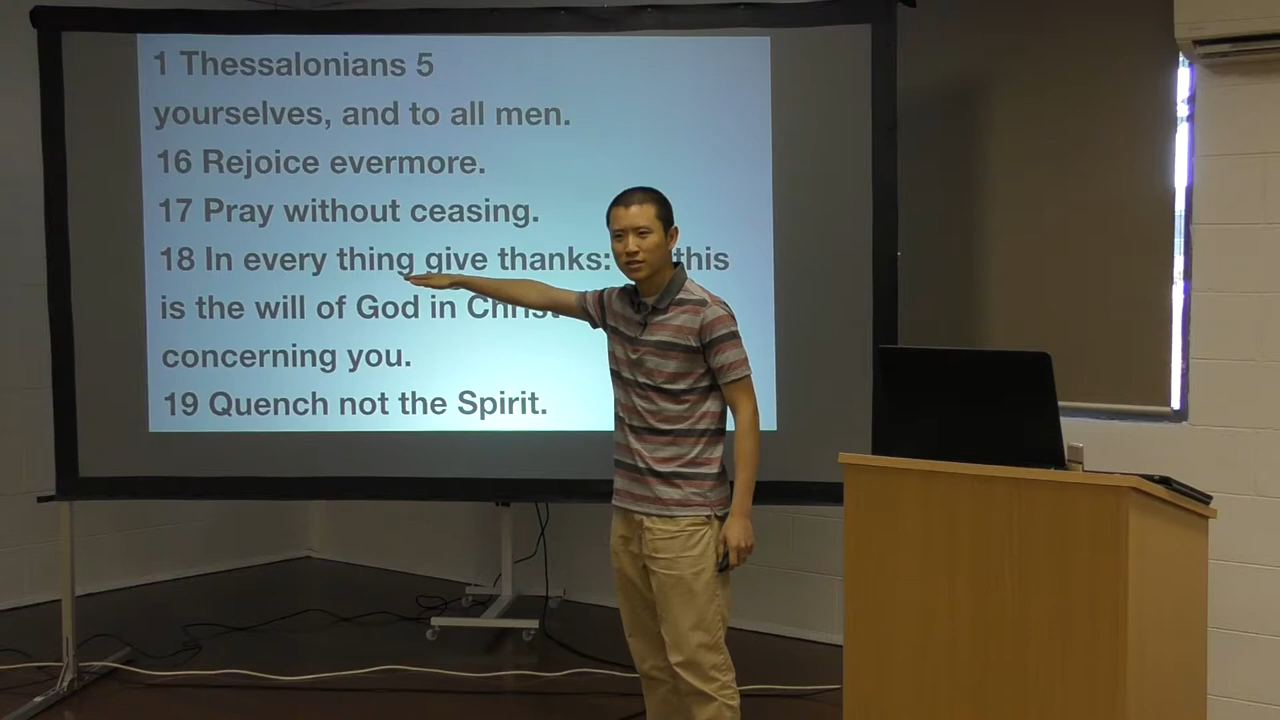 1 Thessalonians 5
yourselves, and to all men.
16 Rejoice evermore.
17 Pray without ceasing.
18 In every thing give thanks: this
is the will of God in Christ
concerning you.
19 Quench not the Spirit.